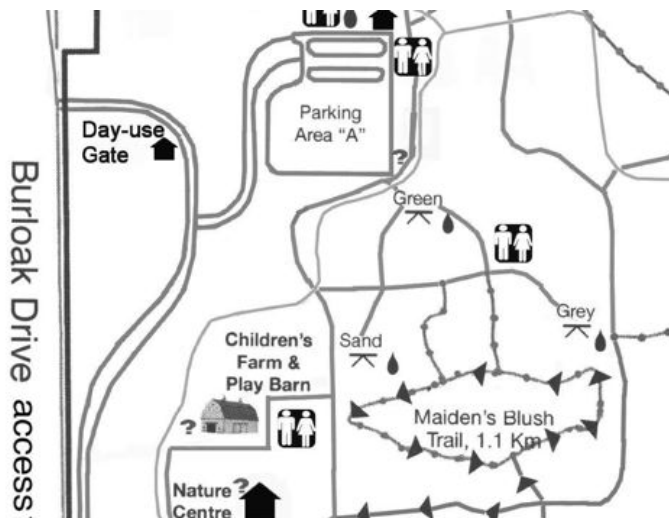 Parking
Area "A"
?
Day-use
Gate
Green
Burloak Drive access
Grey
Sand
Children's
Farm &
Play Barn
?
Maiden's Blush
Trail, 1.1 Km
Nature ?
Centre